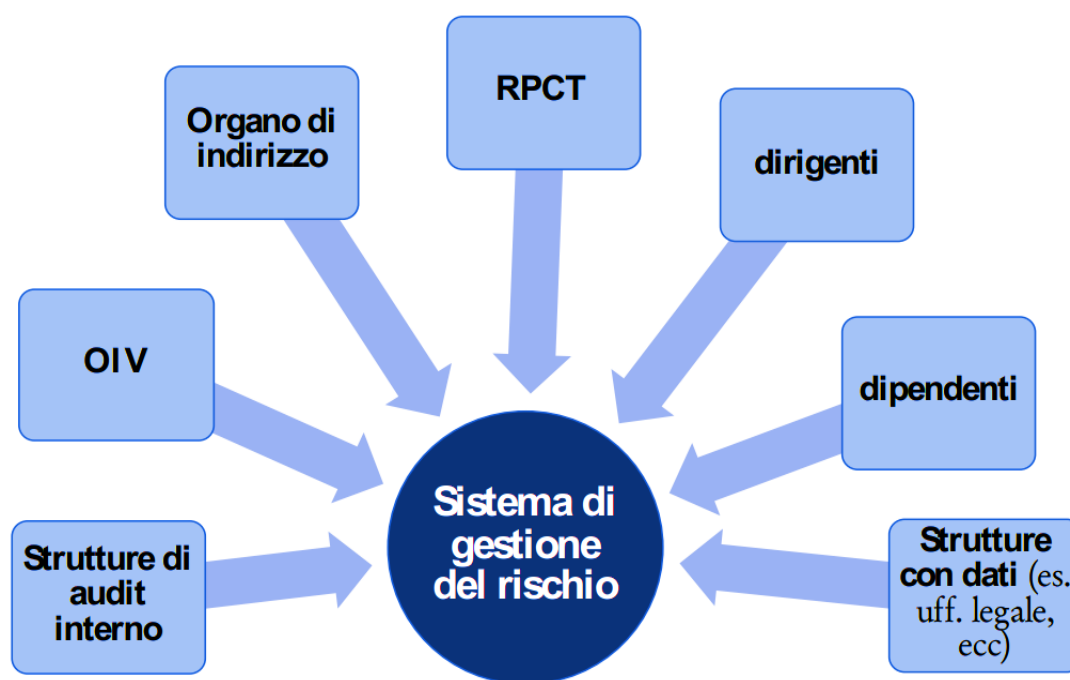 RPCT
Organo di
indirizzo
dirigenti
OIV
dipendenti
Sistema di
gestione
del rischio
Strutture di
audit
interno
Strutture
con dati (es.
uff. legale,
ecc)